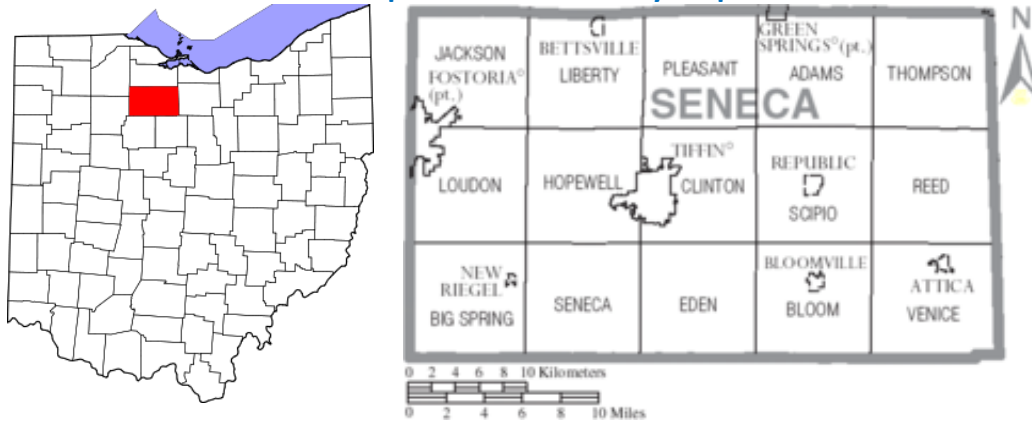 GREEN
SPRINGS° (pt.)
N
JACKSON
BETTSVILLE
FOSTORIA°
(pt.)
LIBERTY
PLEASANT
ADAMS
THOMPSON
SENECA
TIFFIN°
REPUBLIC
LOUDON
HOPEWELL
CLINTON
SCIPIO
REED
NEW
RIEGEL
BIG SPRING
SENECA
EDEN
BLOOMVILLE
BLOOM
ATTICA
VENICE
0 2 4 6 8 10 Kilometers
0 2 4 6 8 10 Miles